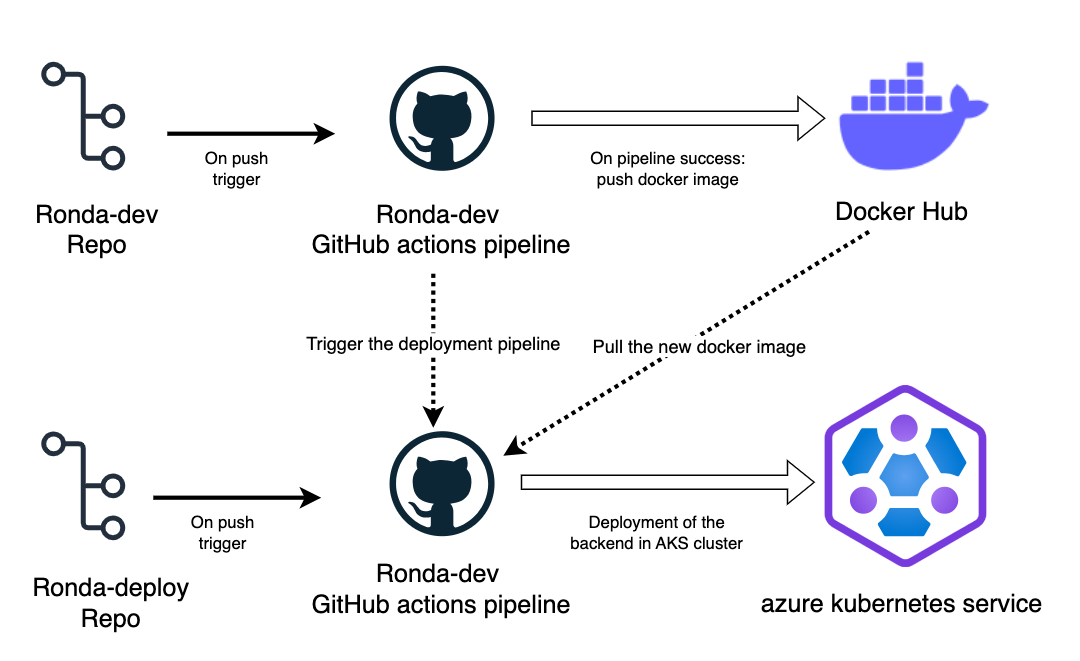 On push
trigger
On pipeline success:
push docker image
Ronda-dev
Repo
Ronda-dev
GitHub actions pipeline
Docker Hub
Trigger the deployment pipeline
Pull the new docker image
On push
trigger
Deployment of the
backend in AKS cluster
Ronda-deploy
Repo
Ronda-dev
GitHub actions pipeline
azure kubernetes service